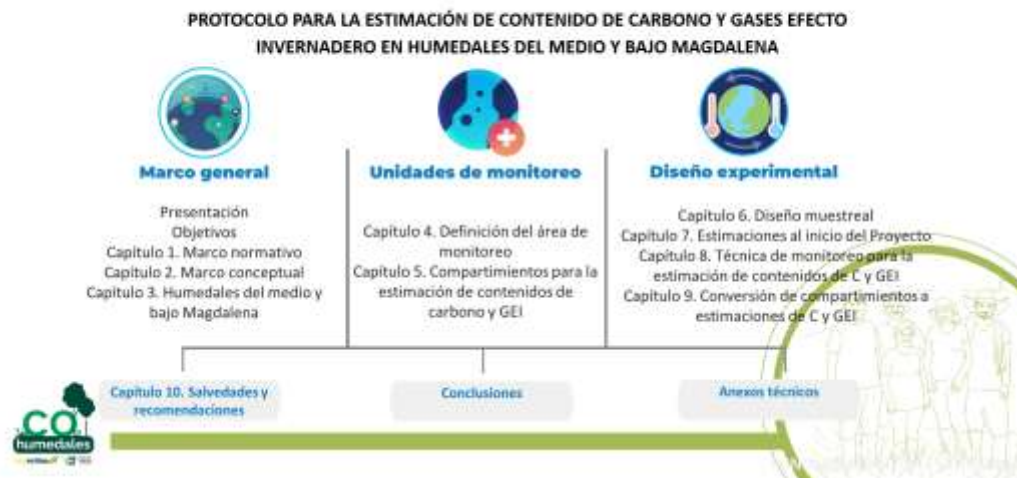 PROTOCOLO PARA LA ESTIMACIÓN DE CONTENIDO DE CARBONO Y GASES EFECTO
INVERNADERO EN HUMEDALES DEL MEDIO Y BAJO MAGDALENA
Marco general
Presentación
Objetivos
Capítulo 1. Marco normativo
Capítulo 2. Marco conceptual
Capítulo 3. Humedales del medio y
bajo Magdalena
Unidades de monitoreo
Capítulo 4. Definición del área de
monitoreo
Capítulo 5. Compartimientos para la
estimación de contenidos de
carbono y GEI
Diseño experimental
Capítulo 6. Diseño muestreal
Capítulo 7. Estimaciones al inicio del Proyecto
Capítulo 8. Técnica de monitoreo para la
estimación de contenidos de C y GEI
Capítulo 9. Conversión de compartimientos a
estimaciones de C y GEI
Capítulo 10. Salvedades y
recomendaciones
Conclusiones
Anexos técnicos
CO
humedales